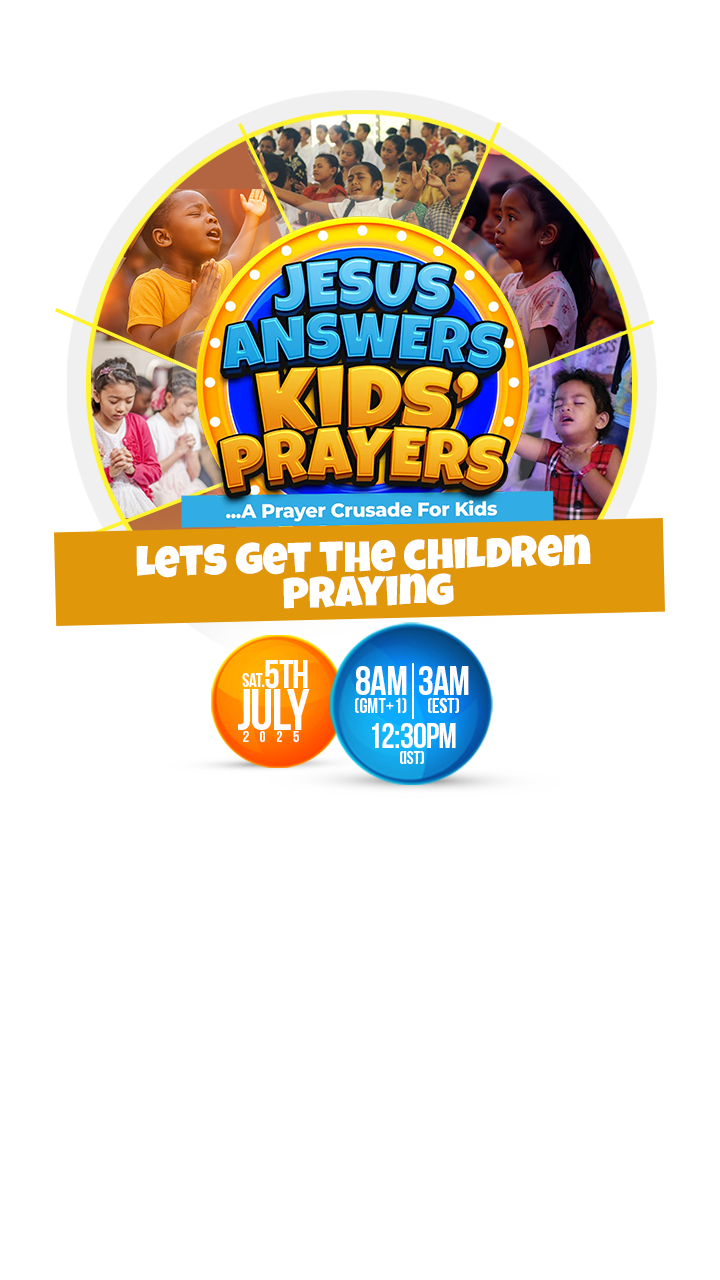 JESUS
ANSWERS
KIDS'
PRAYERS
...A Prayer Crusade For Kids
LETS GET THE CHILDREN
PRAYING
SAT. 5TH
JULY
2025
8AM | 3AM
(GMT+1) (EST)
12:30PM
(IST)